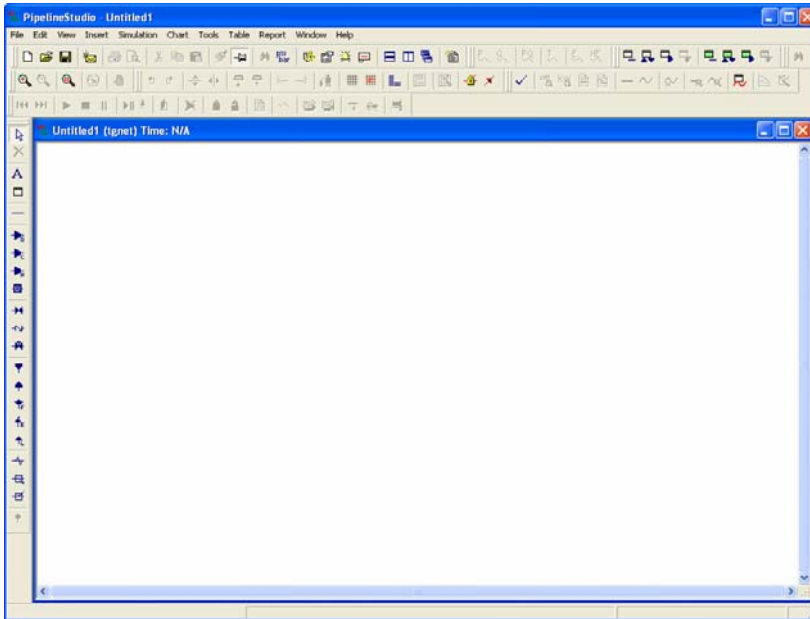 PipelineStudio - Untitled1
File Edit View Insert Simulation Chart Tools Table Report Window Help
Untitled1 (tgnet) Time: N/A
A